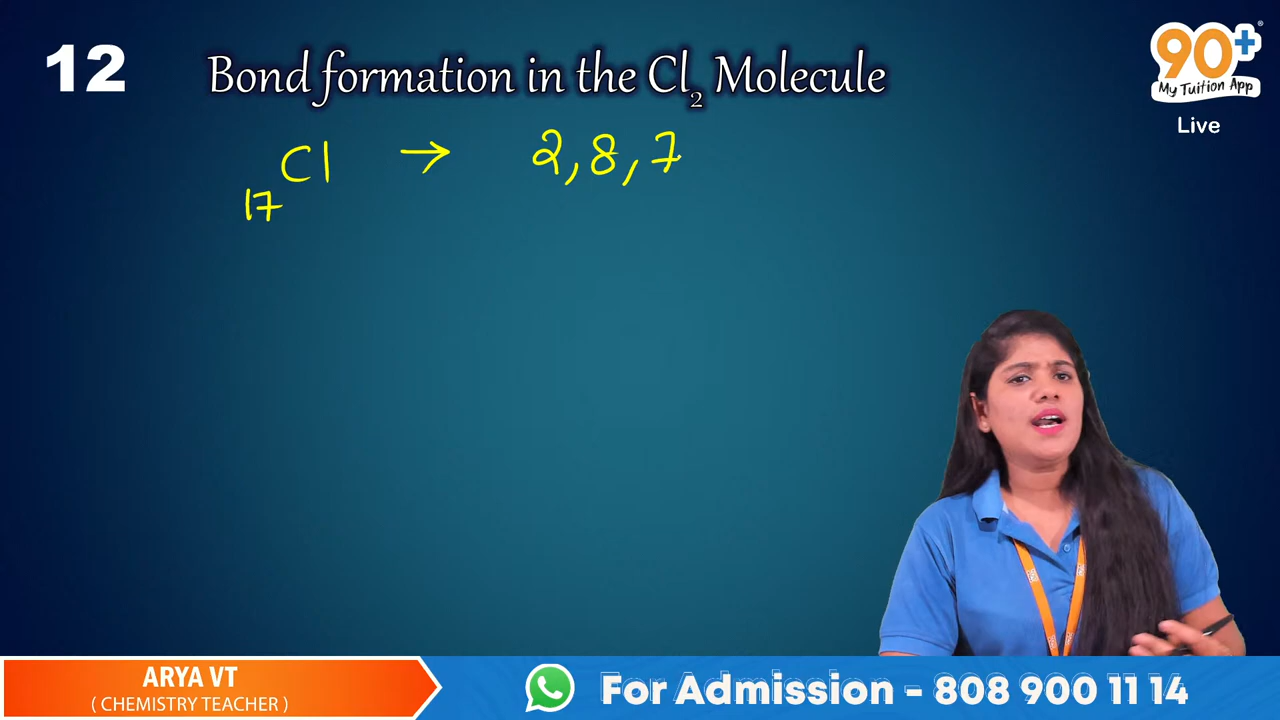 12
Bond formation in the Cl₂ Molecule
₁₇Cl → 2, 8, 7
90+
My Tuition App
Live
ARYA VT
( CHEMISTRY TEACHER )
For Admission - 808 900 11 14